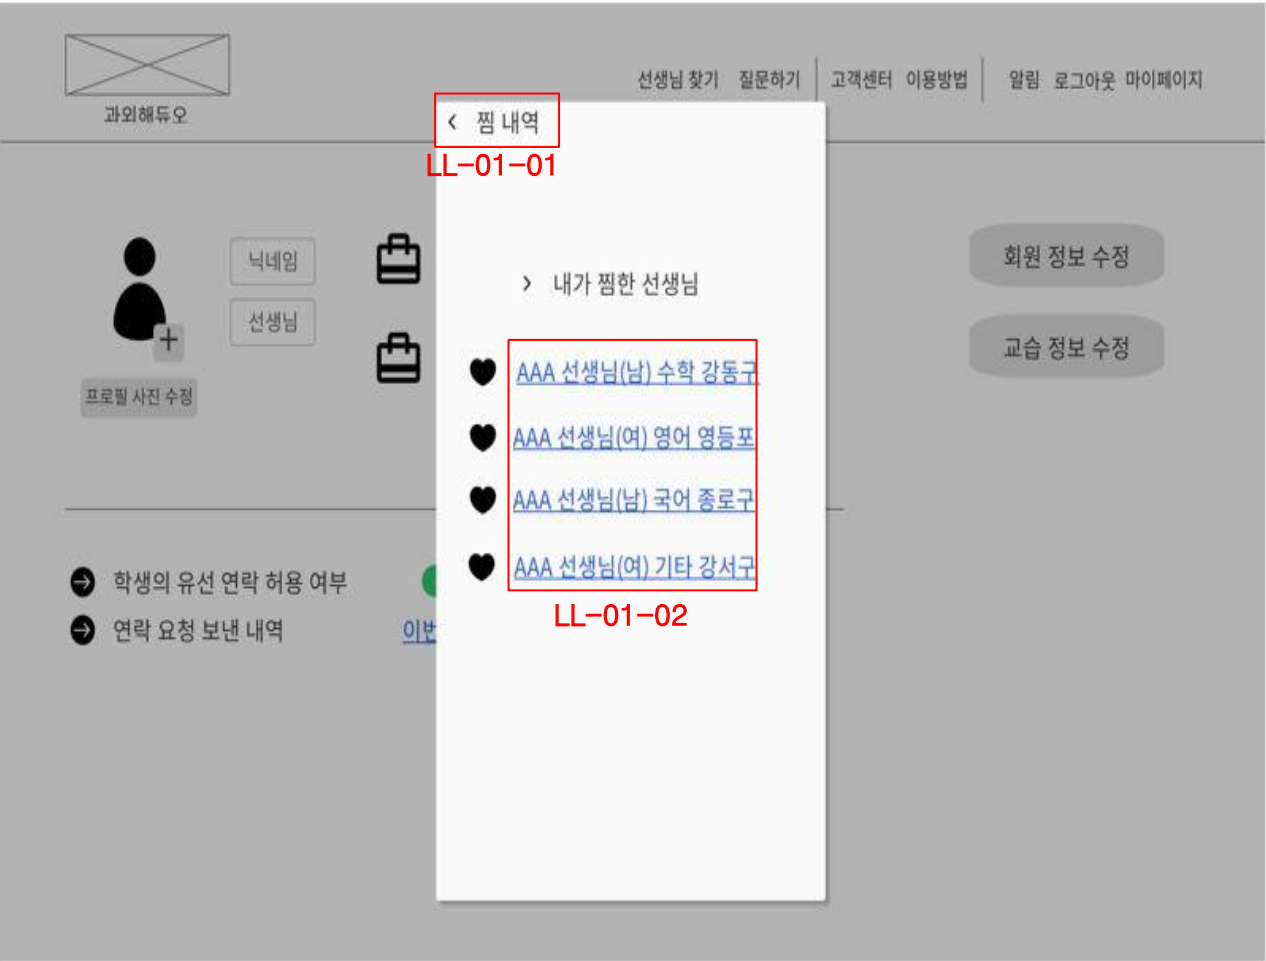 선생님 찾기 질문하기 고객센터 이용방법 알림 로그아웃 마이페이지
과외해듀오
< 찜 내역
LL-01-01
닉네임
선생님
프로필 사진 수정
회원 정보 수정
교습 정보 수정
> 내가 찜한 선생님
AAA 선생님(남) 수학 강동구
AAA 선생님(여) 영어 영등포
AAA 선생님(남) 국어 종로구
AAA 선생님(여) 기타 강서구
LL-01-02
학생의 유선 연락 허용 여부
연락 요청 보낸 내역 이번